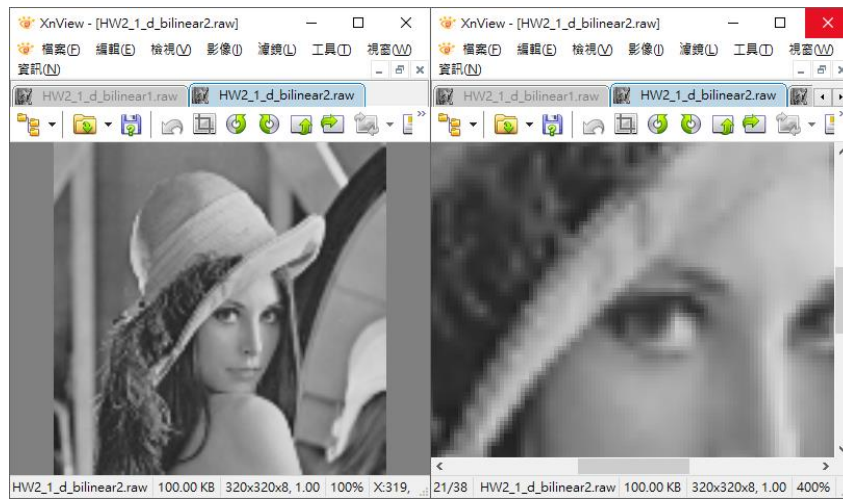 XnView - [HW2_1_d_bilinear2.raw]
檔案(F) 編輯(E) 檢視(V) 影像(I) 濾鏡(L) 工具(T) 視窗(W)
資訊(N)
HW2_1_d_bilinear1.raw HW2_1_d_bilinear2.raw
HW2_1_d_bilinear2.raw 100.00 KB 320x320x8, 1.00 100% X:319,
XnView - [HW2_1_d_bilinear2.raw]
檔案(F) 編輯(E) 檢視(V) 影像(I) 濾鏡(L) 工具(T) 視窗(W)
資訊(N)
HW2_1_d_bilinear1.raw HW2_1_d_bilinear2.raw
21/38 HW2_1_d_bilinear2.raw 100.00 KB 320x320x8, 1.00 400%